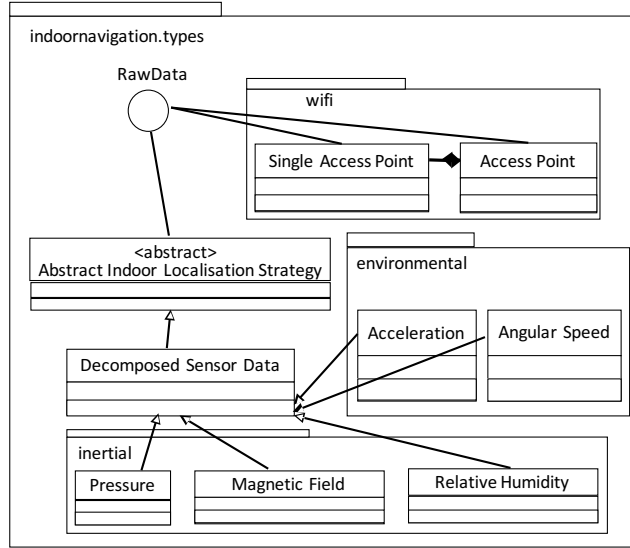 indoornavigation.types
RawData
wifi
Single Access Point
Access Point
<abstract>
Abstract Indoor Localisation Strategy
environmental
Acceleration
Angular Speed
Decomposed Sensor Data
inertial
Pressure
Magnetic Field
Relative Humidity